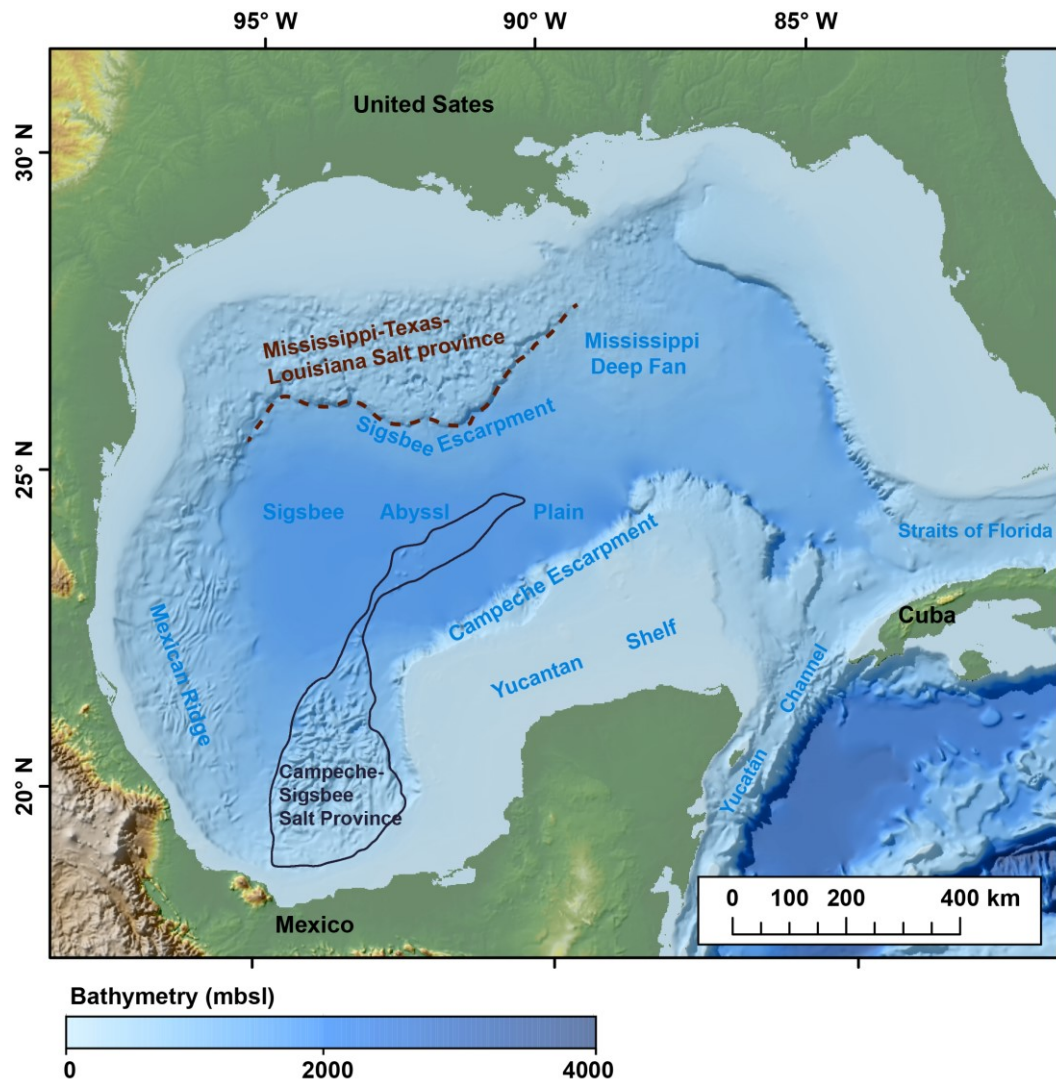 95° W
90° W
85° W
United Sates
30° N
Mississippi-Texas-
Louisiana Salt province
Mississippi
Deep Fan
Sigsbee Escarpment
25° N
Sigsbee Abyssl Plain
Straits of Florida
Campeche Escarpment
Cuba
Mexican Ridge
Yucantan Shelf
Yucatan Channel
20° N
Campeche-
Sigsbee
Salt Province
Mexico
0 100 200 400 km
Bathymetry (mbsl)
0 2000 4000